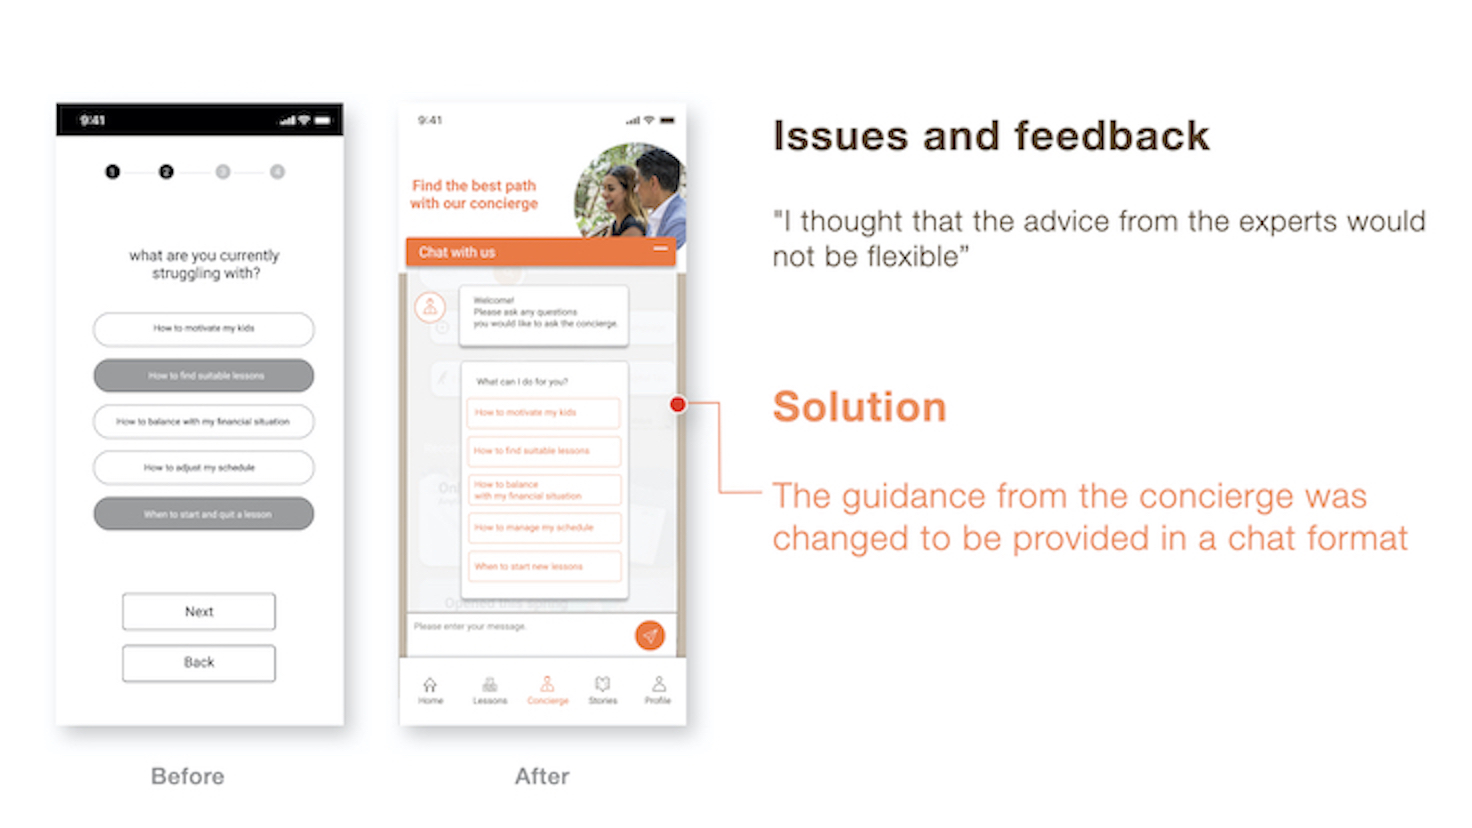 9:41
1 2 3 4
what are you currently
struggling with?
How to motivate my kids
How to find suitable lessons
How to balance with my financial situation
How to adjust my schedule
When to start and quit a lesson
Next
Back
Before
9:41
Find the best path
with our concierge
Chat with us
Welcome!
Please ask any questions
you would like to ask the concierge.
What can I do for you?
How to motivate my kids
How to find suitable lessons
How to balance
with my financial situation
How to manage my schedule
When to start new lessons
Opened this spring
Please enter your message.
Home Lessons Concierge Stories Profile
After
Issues and feedback
"I thought that the advice from the experts would
not be flexible”
Solution
The guidance from the concierge was
changed to be provided in a chat format